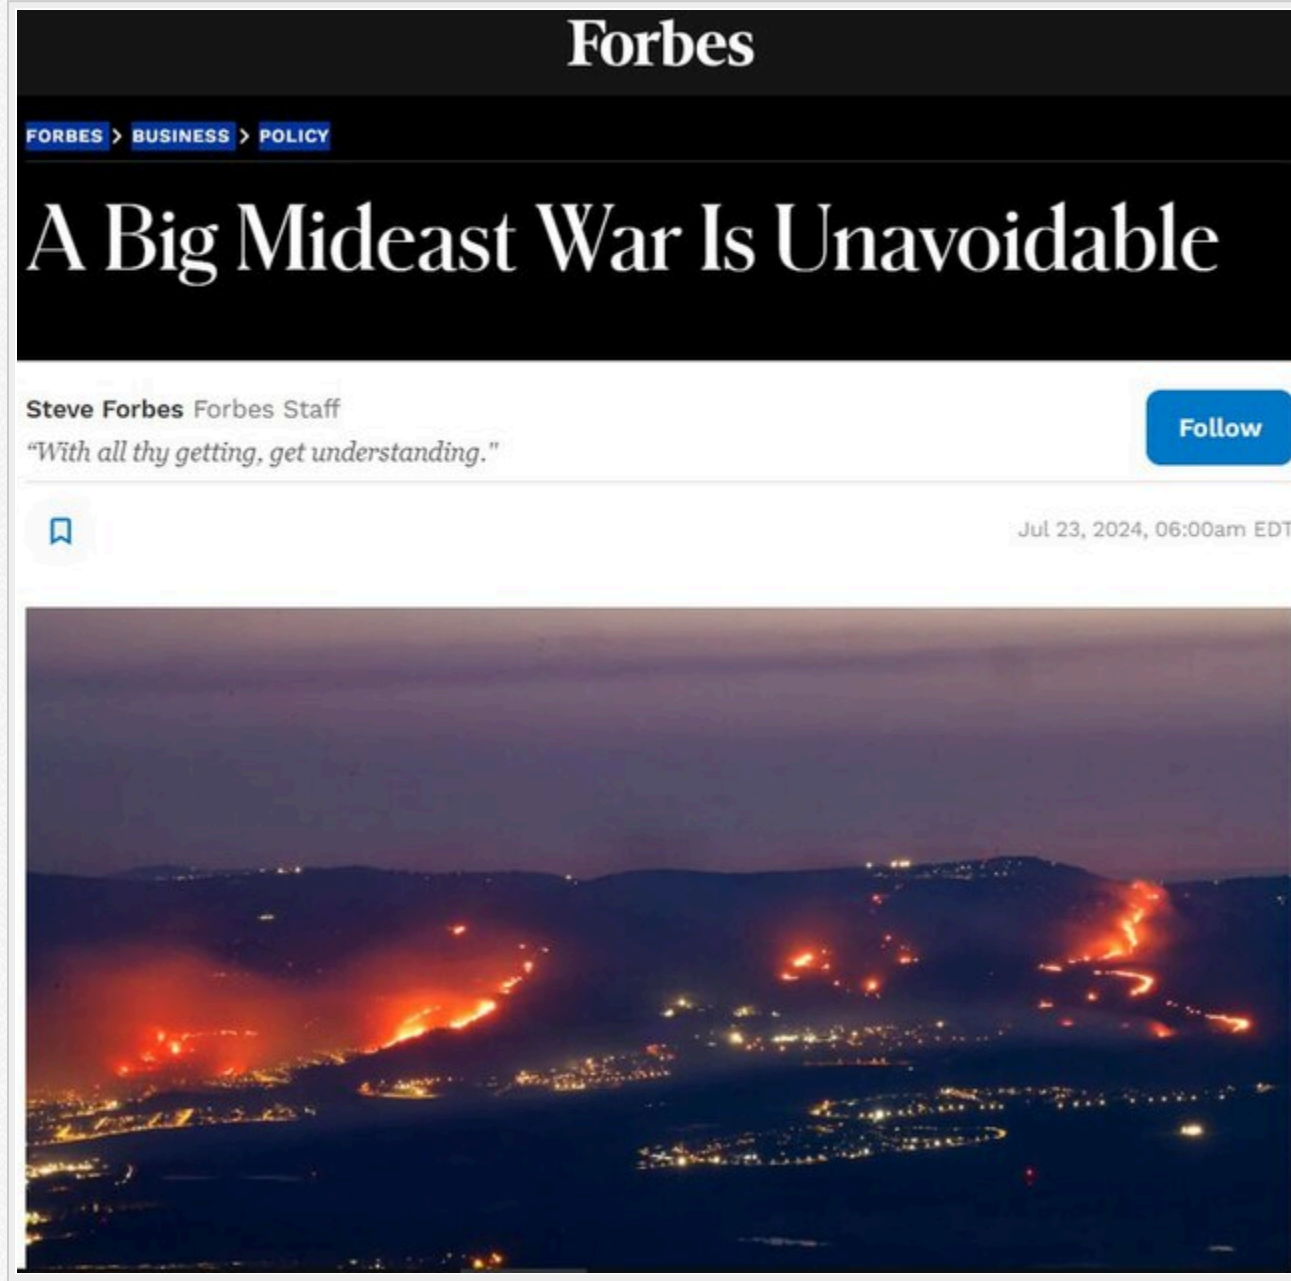 Forbes
FORBES > BUSINESS > POLICY
A Big Mideast War Is Unavoidable
Steve Forbes Forbes Staff
“With all thy getting, get understanding."
Follow
Jul 23, 2024, 06:00am EDT